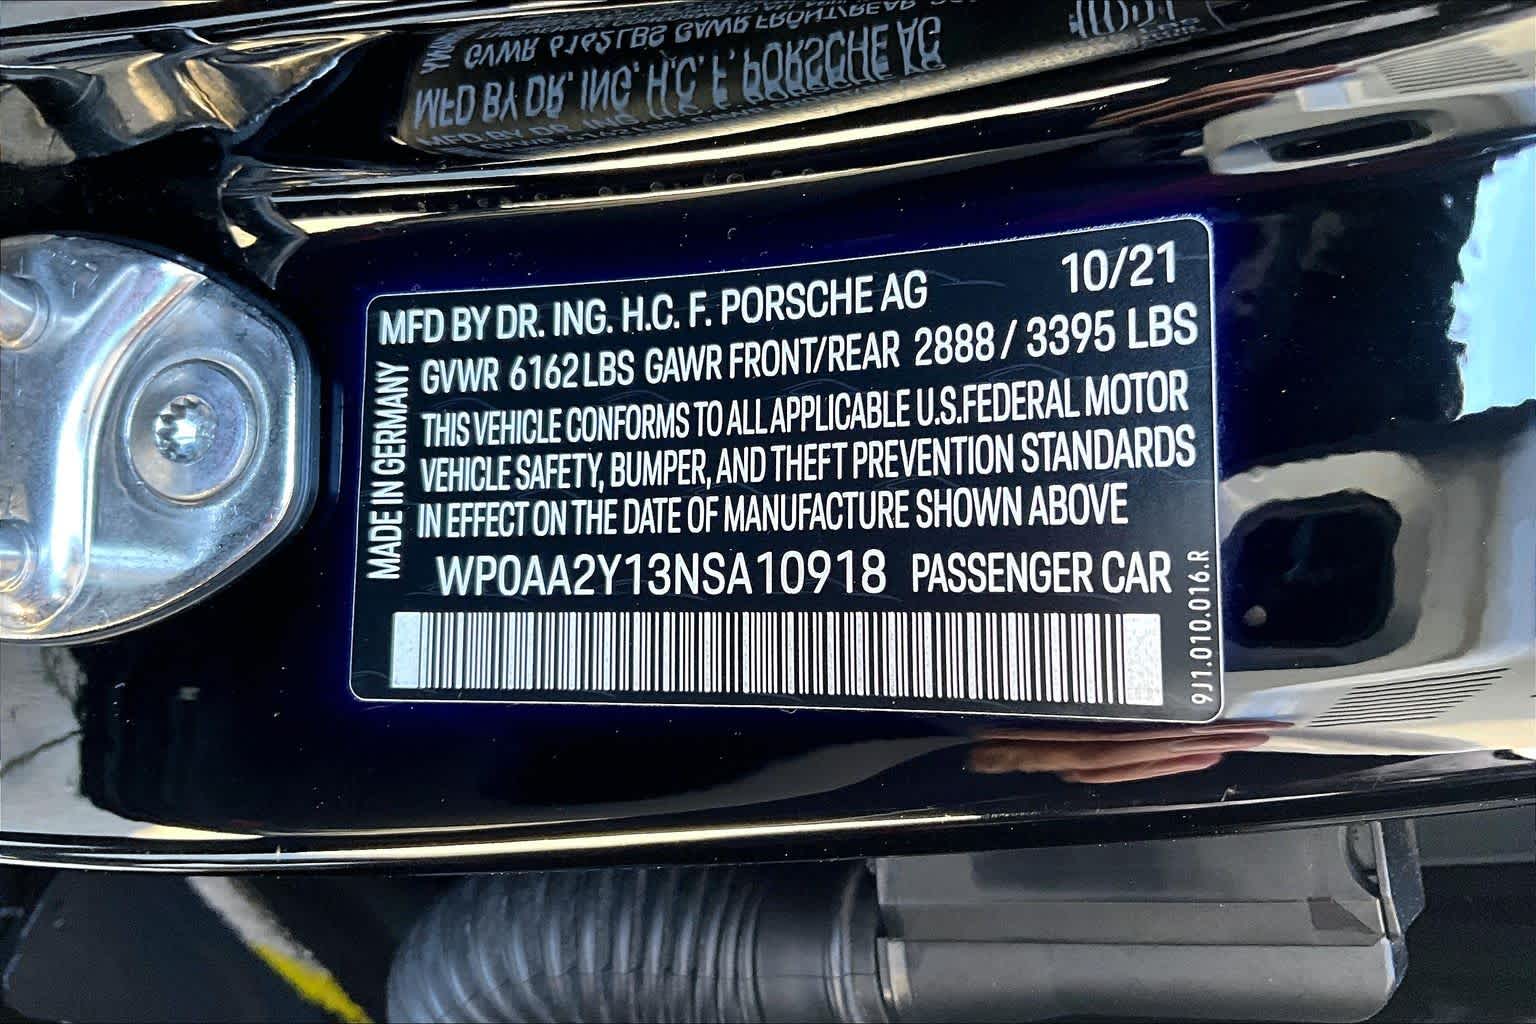 MFD BY DR. ING. H.C. F. PORSCHE AG 10/21
GVWR 6162LBS GAWR FRONT/REAR 2888 / 3395 LBS
THIS VEHICLE CONFORMS TO ALL APPLICABLE U.S.FEDERAL MOTOR
VEHICLE SAFETY, BUMPER, AND THEFT PREVENTION STANDARDS
IN EFFECT ON THE DATE OF MANUFACTURE SHOWN ABOVE
WP0AA2Y13NSA10918 PASSENGER CAR
MADE IN GERMANY
9J1.010.016.R